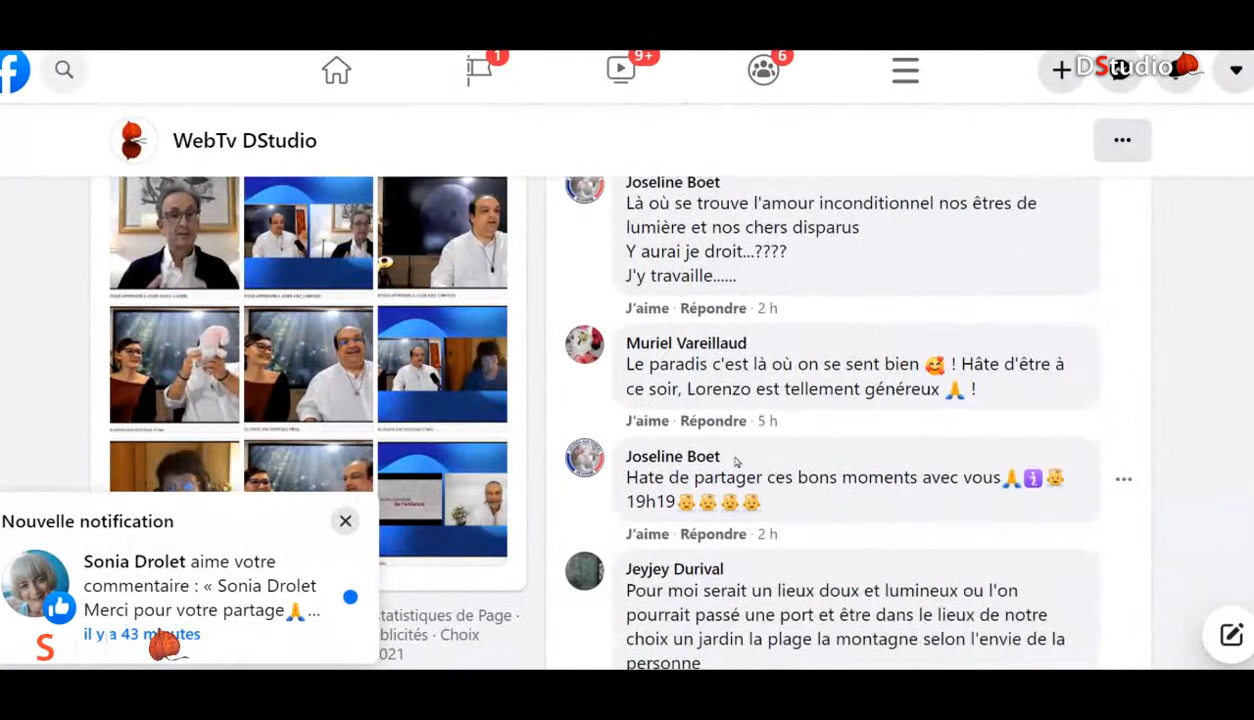 1
9+
6
DStudio
WebTv DStudio
Joseline Boet
Là où se trouve l'amour inconditionnel nos êtres de
lumière et nos chers disparus
Y aurai je droit...????
J'y travaille......
J'aime · Répondre · 2 h
Muriel Vareillaud
Le paradis c'est là où on se sent bien 🥰 ! Hâte d'être à
ce soir, Lorenzo est tellement généreux 🙏 !
J'aime · Répondre · 5 h
Joseline Boet
Hate de partager ces bons moments avec vous🙏ℹ️👶
19h19👶👶👶👶
J'aime · Répondre · 2 h
Jeyjey Durival
Pour moi serait un lieux doux et lumineux ou l'on
pourrait passé une port et être dans le lieux de notre
choix un jardin la plage la montagne selon l'envie de la
personne
Nouvelle notification
Sonia Drolet aime votre
commentaire : « Sonia Drolet
Merci pour votre partage🙏...
il y a 43 minutes
S
tatistiques de Page ·
blicités · Choix
021